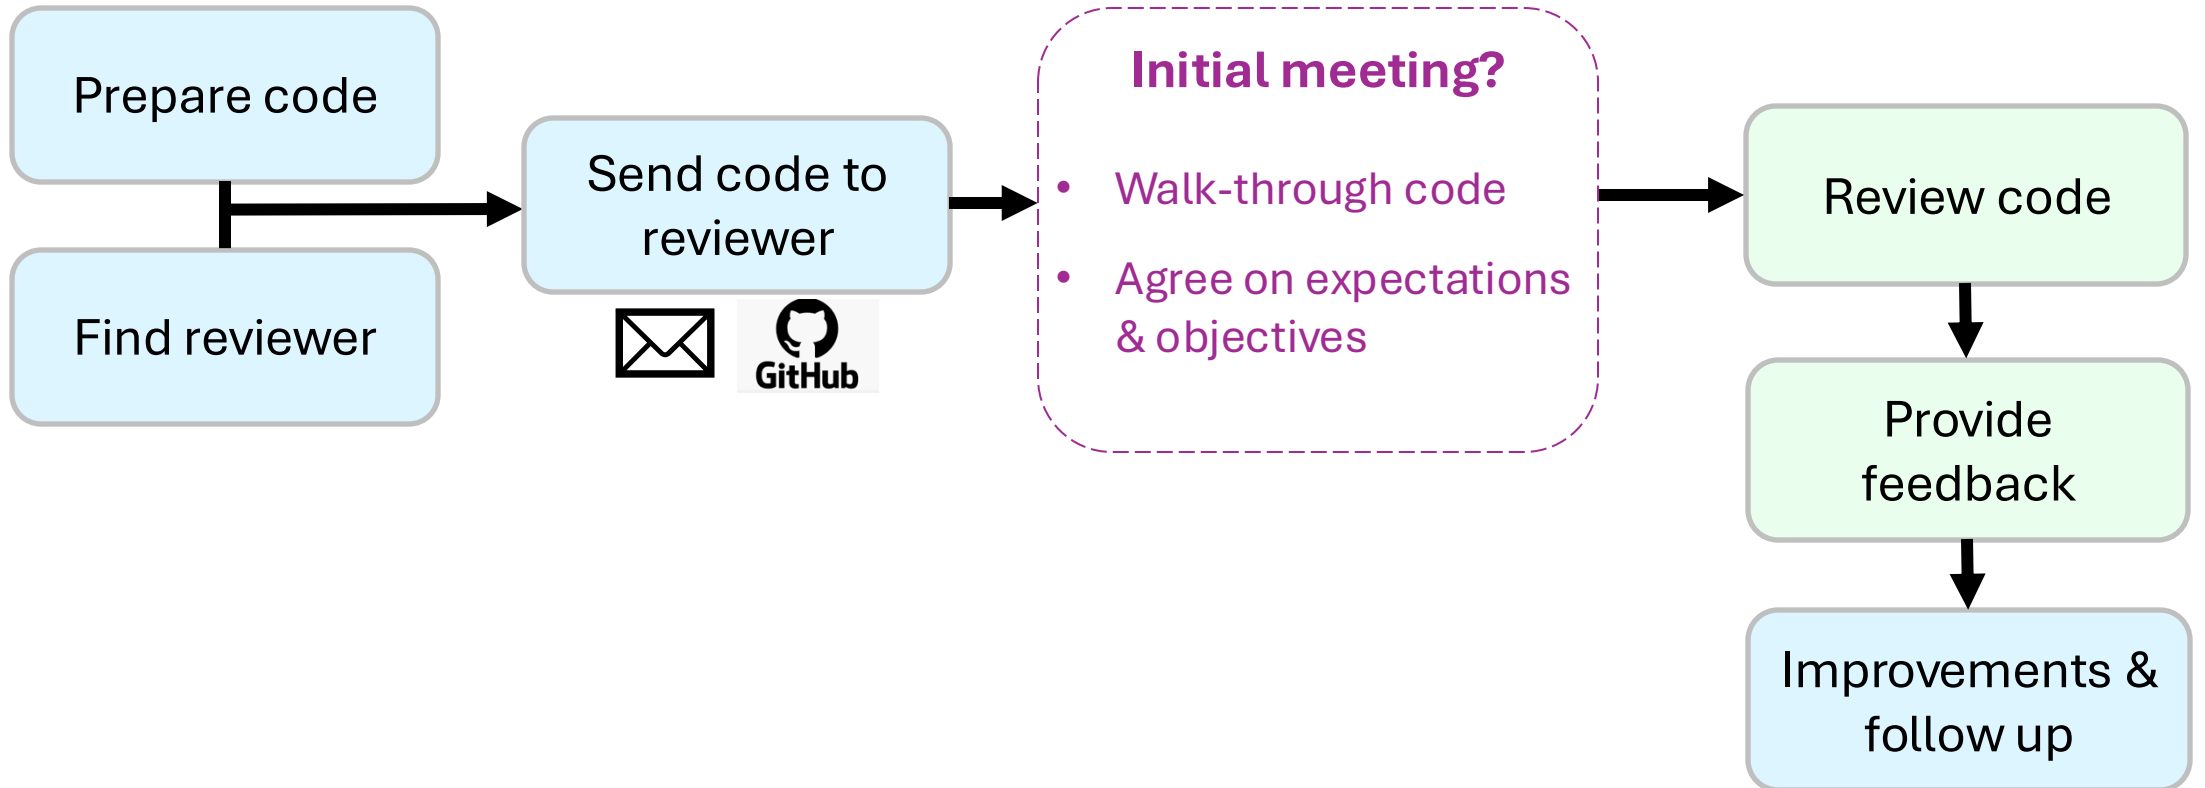 Prepare code
Find reviewer
Send code to
reviewer
GitHub
Initial meeting?
• Walk-through code
• Agree on expectations
& objectives
Review code
Provide
feedback
Improvements &
follow up